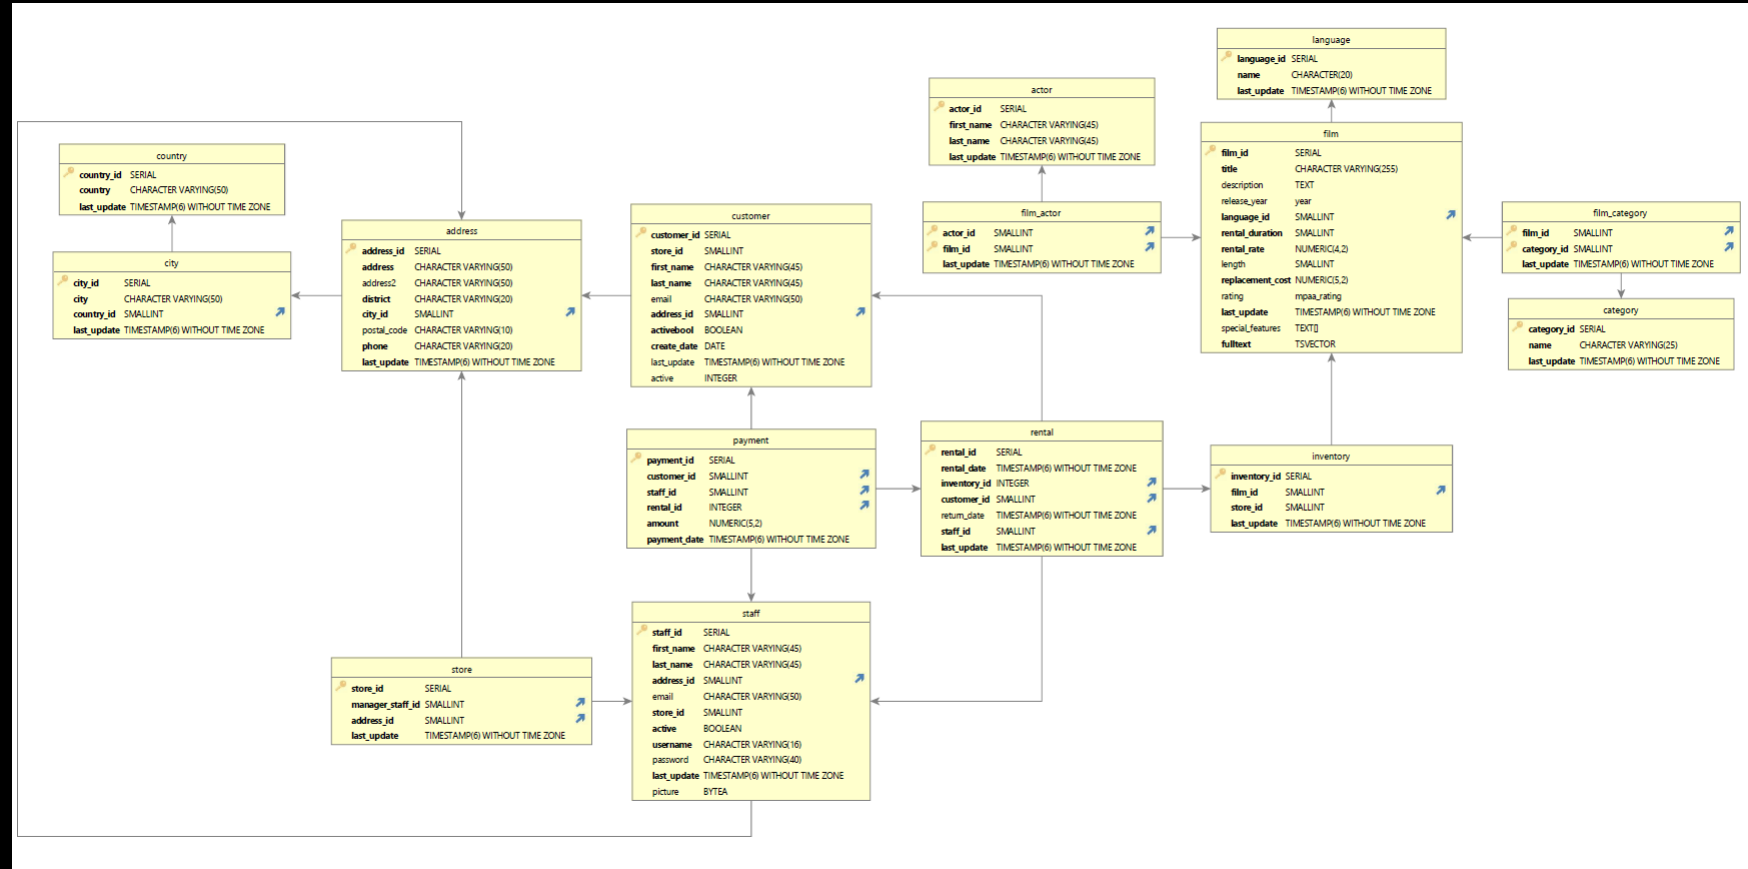 language
language_id SERIAL
name CHARACTER(20)
last_update TIMESTAMP(6) WITHOUT TIME ZONE
actor
actor_id SERIAL
first_name CHARACTER VARYING(45)
last_name CHARACTER VARYING(45)
last_update TIMESTAMP(6) WITHOUT TIME ZONE
film
film_id SERIAL
title CHARACTER VARYING(255)
description TEXT
release_year year
language_id SMALLINT
rental_duration SMALLINT
rental_rate NUMERIC(4,2)
length SMALLINT
replacement_cost NUMERIC(5,2)
rating mpaa_rating
last_update TIMESTAMP(6) WITHOUT TIME ZONE
special_features TEXT[]
fulltext TSVECTOR
country
country_id SERIAL
country CHARACTER VARYING(50)
last_update TIMESTAMP(6) WITHOUT TIME ZONE
city
city_id SERIAL
city CHARACTER VARYING(50)
country_id SMALLINT
last_update TIMESTAMP(6) WITHOUT TIME ZONE
address
address_id SERIAL
address CHARACTER VARYING(50)
address2 CHARACTER VARYING(50)
district CHARACTER VARYING(20)
city_id SMALLINT
postal_code CHARACTER VARYING(10)
phone CHARACTER VARYING(20)
last_update TIMESTAMP(6) WITHOUT TIME ZONE
customer
customer_id SERIAL
store_id SMALLINT
first_name CHARACTER VARYING(45)
last_name CHARACTER VARYING(45)
email CHARACTER VARYING(50)
address_id SMALLINT
activebool BOOLEAN
create_date DATE
last_update TIMESTAMP(6) WITHOUT TIME ZONE
active INTEGER
film_actor
actor_id SMALLINT
film_id SMALLINT
last_update TIMESTAMP(6) WITHOUT TIME ZONE
film_category
film_id SMALLINT
category_id SMALLINT
last_update TIMESTAMP(6) WITHOUT TIME ZONE
category
category_id SERIAL
name CHARACTER VARYING(25)
last_update TIMESTAMP(6) WITHOUT TIME ZONE
payment
payment_id SERIAL
customer_id SMALLINT
staff_id SMALLINT
rental_id INTEGER
amount NUMERIC(5,2)
payment_date TIMESTAMP(6) WITHOUT TIME ZONE
rental
rental_id SERIAL
rental_date TIMESTAMP(6) WITHOUT TIME ZONE
inventory_id INTEGER
customer_id SMALLINT
return_date TIMESTAMP(6) WITHOUT TIME ZONE
staff_id SMALLINT
last_update TIMESTAMP(6) WITHOUT TIME ZONE
inventory
inventory_id SERIAL
film_id SMALLINT
store_id SMALLINT
last_update TIMESTAMP(6) WITHOUT TIME ZONE
store
store_id SERIAL
manager_staff_id SMALLINT
address_id SMALLINT
last_update TIMESTAMP(6) WITHOUT TIME ZONE
staff
staff_id SERIAL
first_name CHARACTER VARYING(45)
last_name CHARACTER VARYING(45)
address_id SMALLINT
email CHARACTER VARYING(50)
store_id SMALLINT
active BOOLEAN
username CHARACTER VARYING(16)
password CHARACTER VARYING(40)
last_update TIMESTAMP(6) WITHOUT TIME ZONE
picture BYTEA